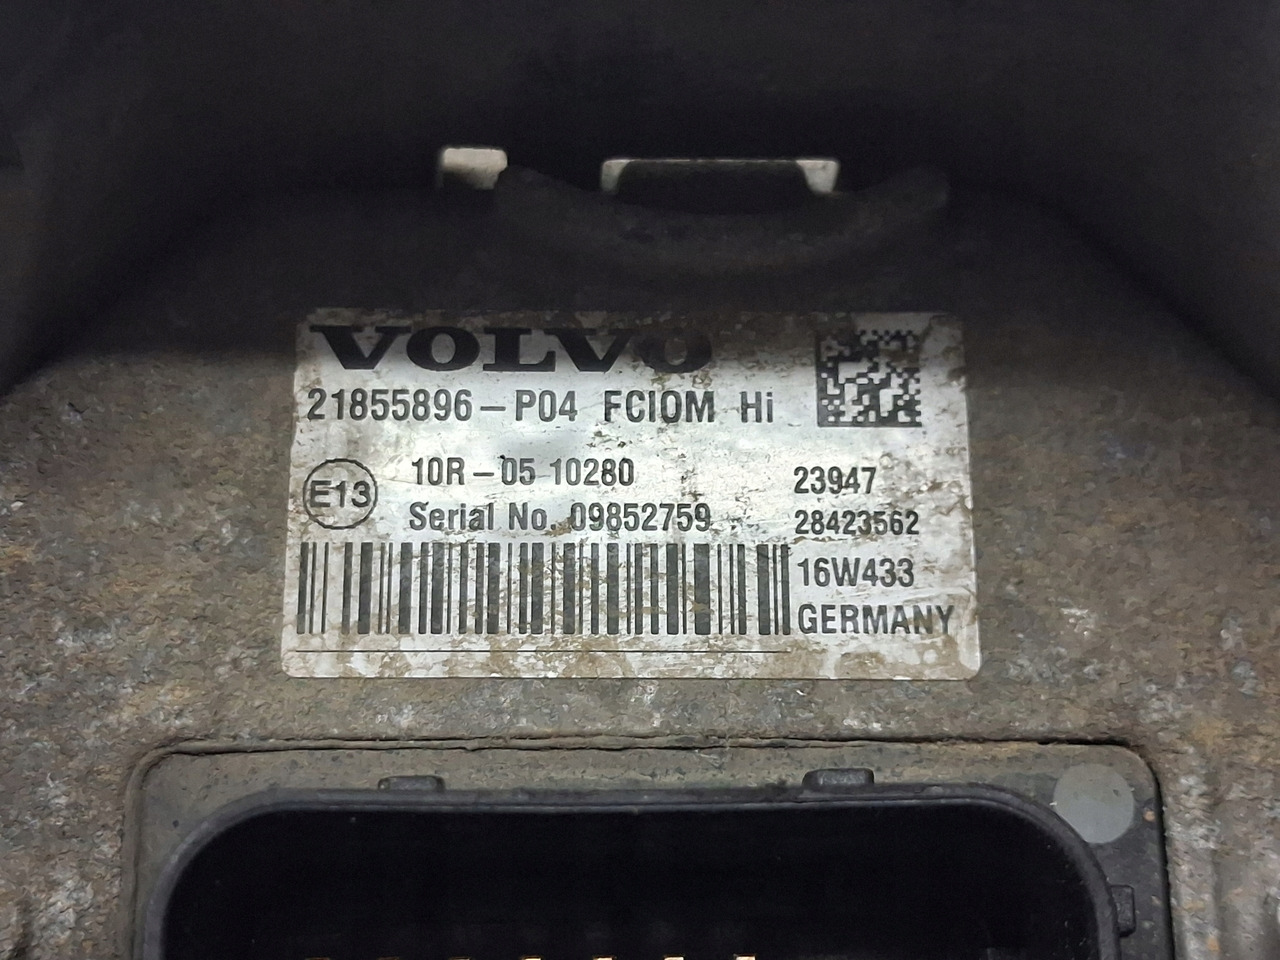 VOLVO
21855896-P04 FCIOM Hi
E13
10R-05 10280
Serial No. 09852759
23947
28423562
16W433
GERMANY